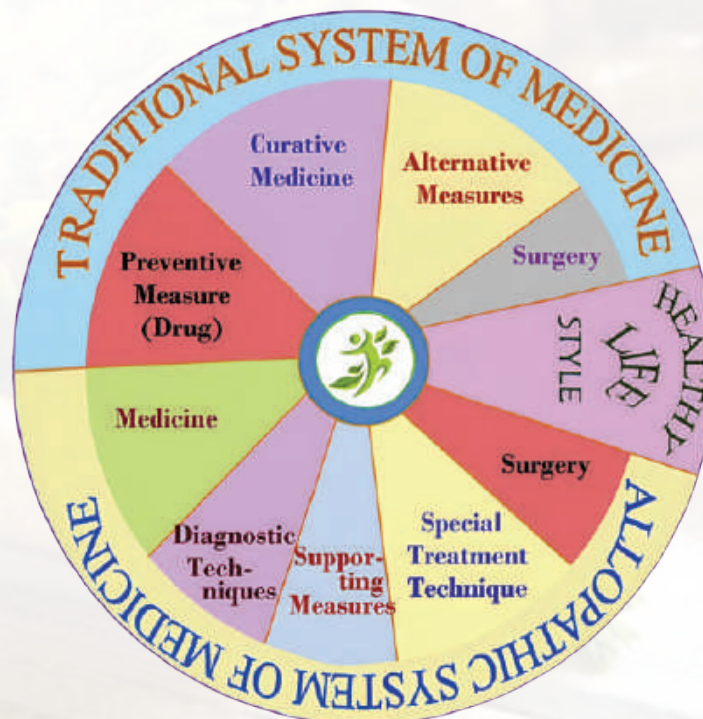 TRADITIONAL SYSTEM OF MEDICINE
Curative
Medicine
Alternative
Measures
Surgery
Preventive
Measure
(Drug)
HEALTHY
LIFE
STYLE
Medicine
Surgery
Diagnostic
Tech-
niques
Suppor-
ting
Measures
Special
Treatment
Technique
ALLOPATHIC SYSTEM OF MEDICINE